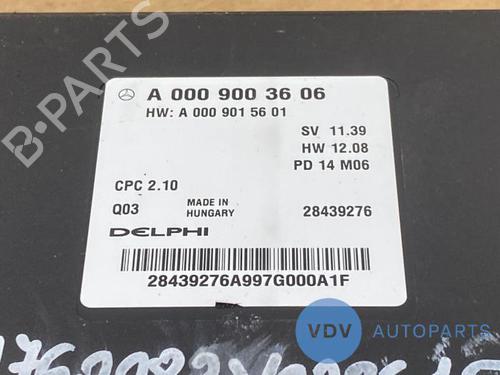 A 000 900 36 06
HW: A 000 901 56 01
SV 11.39
HW 12.08
PD 14 M06
CPC 2.10
Q03 MADE IN HUNGARY 28439276
DELPHI
28439276A997G000A1F
VDV AUTOPARTS